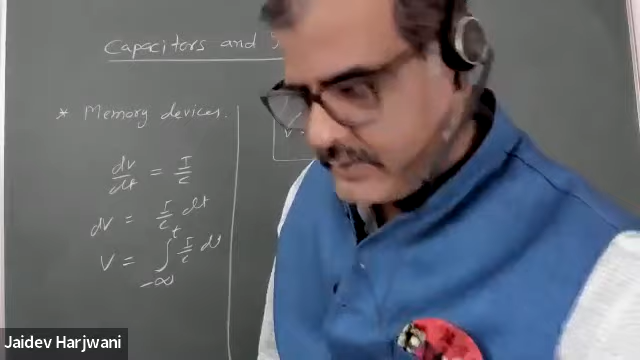 Capacitors and
* Memory devices.
dv/dt = I/C
dv = I/C dt
V = ∫_{-∞}^{t} I/C dt
Jaidev Harjwani